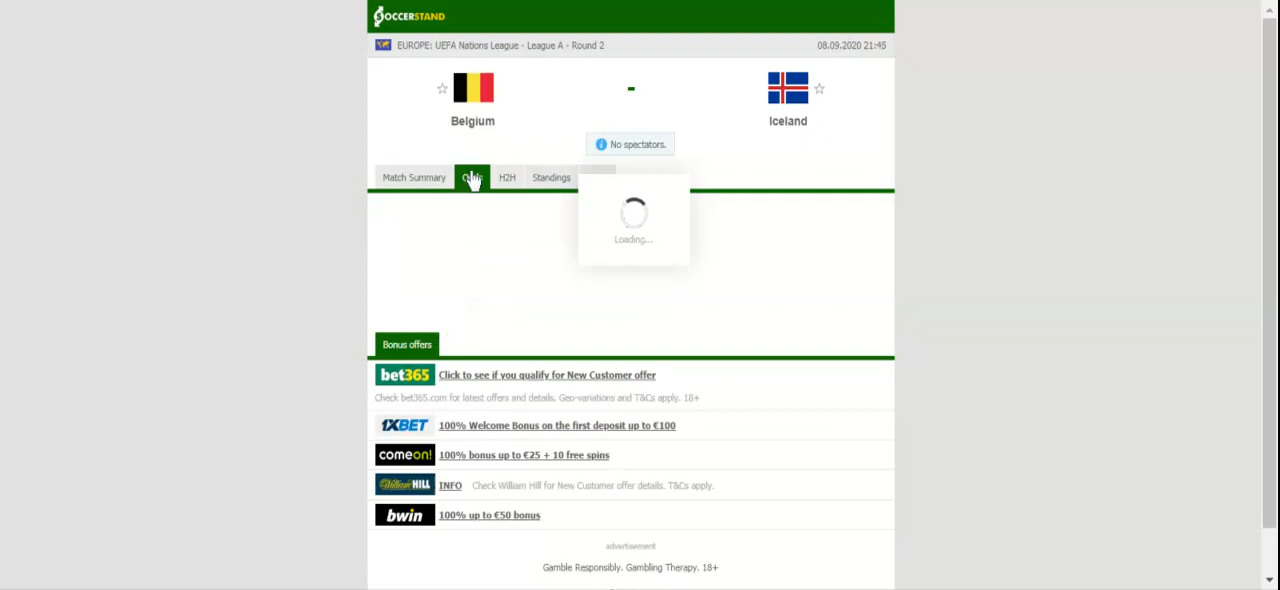 SOCCERSTAND
EUROPE: UEFA Nations League - League A - Round 2 08.09.2020 21:45
-
Belgium Iceland
No spectators.
Match Summary H2H Standings
Loading...
Bonus offers
bet365 Click to see if you qualify for New Customer offer
Check bet365.com for latest offers and details. Geo-variations and T&Cs apply. 18+
1XBET 100% Welcome Bonus on the first deposit up to €100
comeon! 100% bonus up to €25 + 10 free spins
William HILL INFO Check William Hill for New Customer offer details. T&Cs apply.
bwin 100% up to €50 bonus
advertisement
Gamble Responsibly. Gambling Therapy. 18+